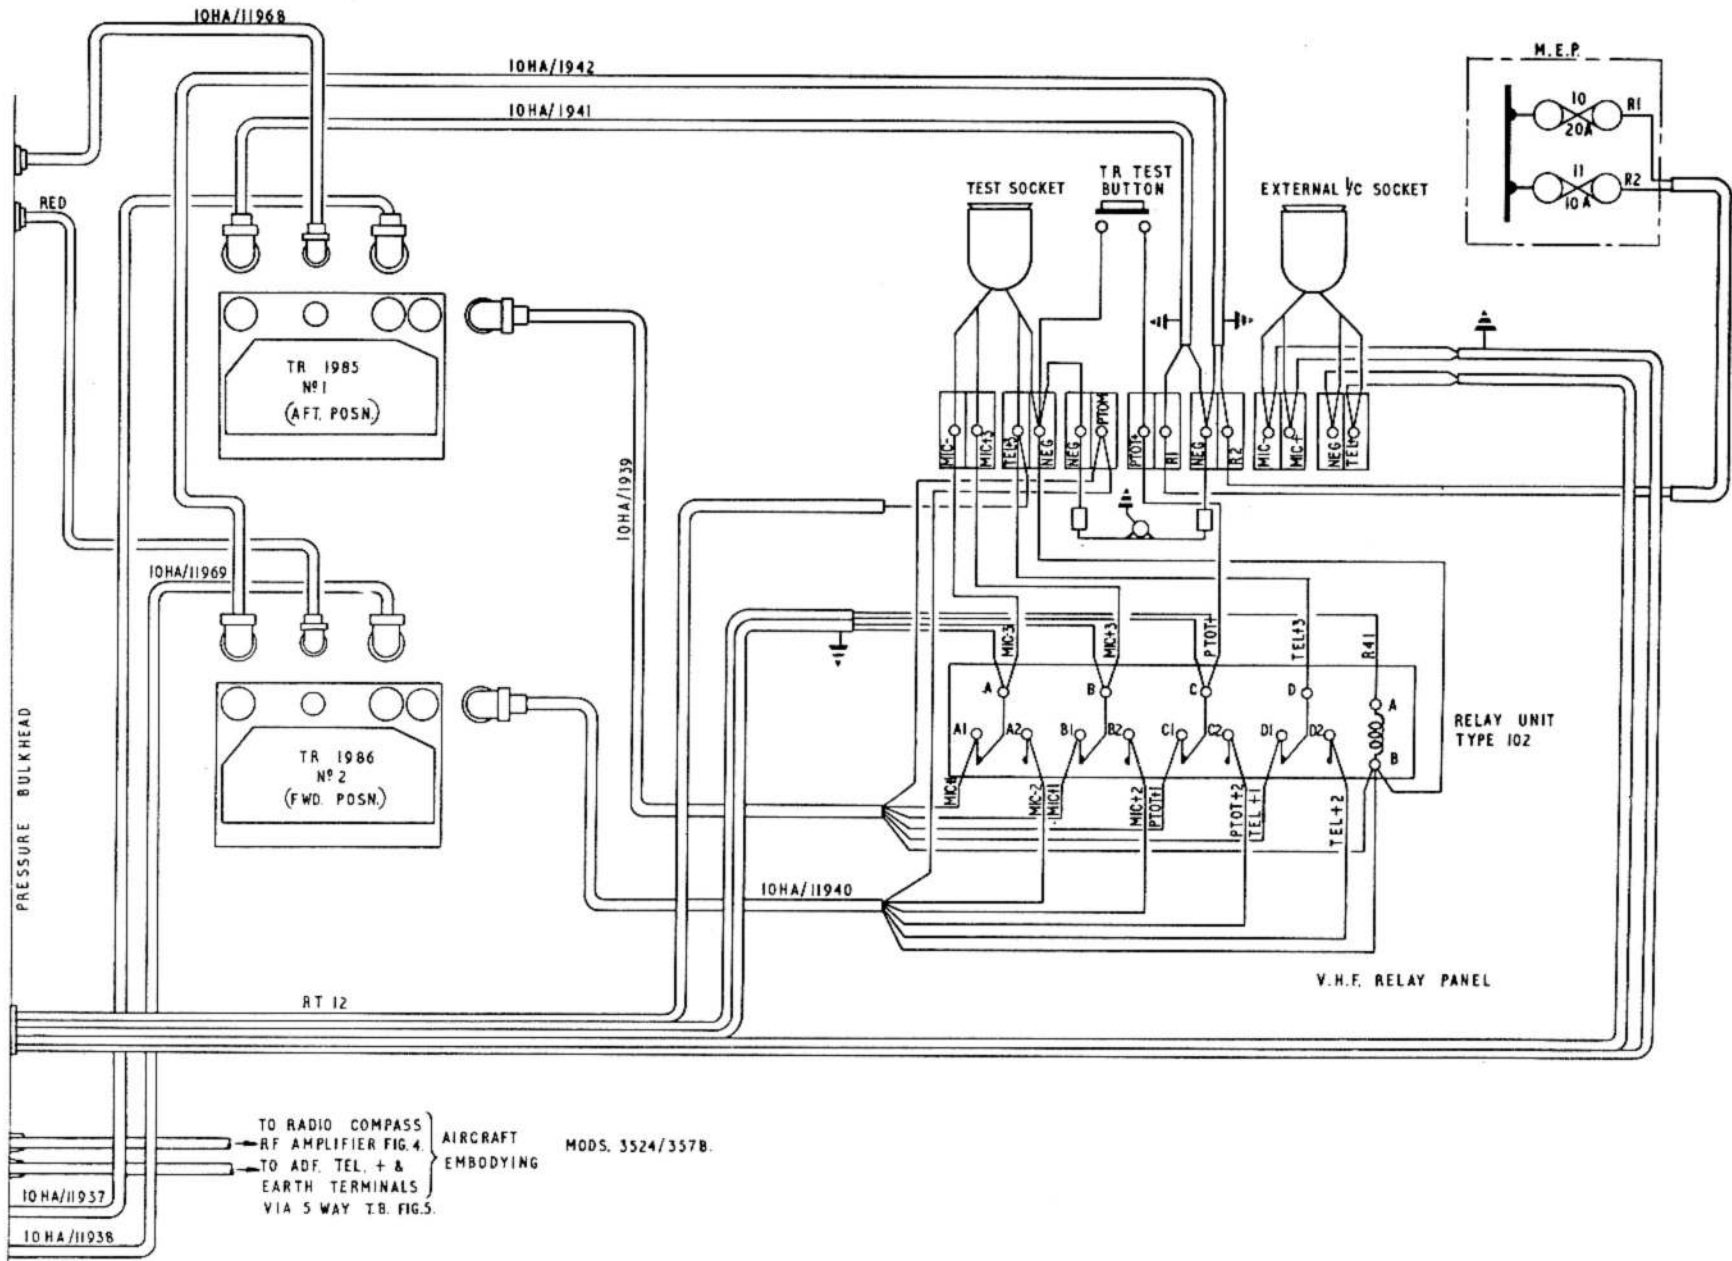 10HA/11968
M.E.P.
10HA/1942
10HA/1941
10
R1
20A
11
R2
10A
RED
TEST SOCKET
TR TEST
BUTTON
EXTERNAL I/C SOCKET
TR 1985
Nº1
(AFT. POSN.)
MIC-
MIC+3
TEL+3
NEG
NEG
PTOM
PTOT+
R1
NEG
R2
MIC-
MIC+
NEG
TEL+
10HA/1939
10HA/11969
MIC-3
MIC+3
PTOT+
TEL+3
R41
A
B
C
D
A
A1
A2
B1
B2
C1
C2
D1
D2
B
RELAY UNIT
TYPE 102
TR 1986
Nº2
(FWD. POSN.)
MIC-2
MIC+1
MIC+2
PTOT+1
PTOT+2
TEL+1
TEL+2
PRESSURE BULKHEAD
10HA/11940
V.H.F. RELAY PANEL
RT 12
TO RADIO COMPASS
RF AMPLIFIER FIG.4.
TO ADF. TEL. + &
EARTH TERMINALS
VIA 5 WAY T.B. FIG.5.
AIRCRAFT
EMBODYING
MODS. 3524/3578.
10HA/11937
10HA/11938